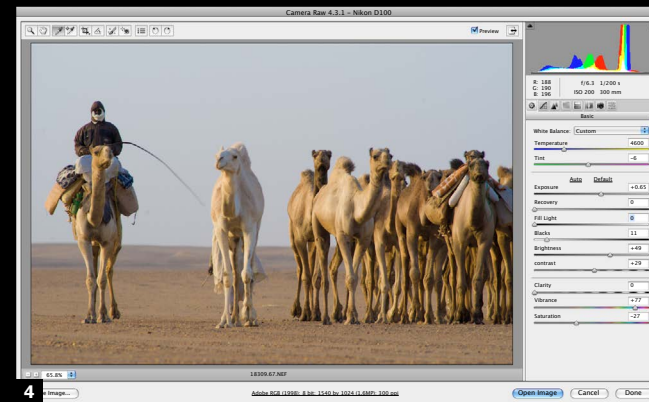 Camera Raw 4.3.1 – Nikon D100
Preview
R: 188
G: 190
B: 196
f/6.3 1/200 s
ISO 200 300 mm
Basic
White Balance: Custom
Temperature 4600
Tint -6
Auto Default
Exposure +0.65
Recovery 0
Fill Light 0
Blacks 11
Brightness +49
contrast +29
Clarity 0
Vibrance +77
Saturation -27
65.8% 18309.67.NEF
4 e Image... Adobe RGB (1998); 8 bit; 1540 by 1024 (1.6MP); 300 ppi Open Image Cancel Done